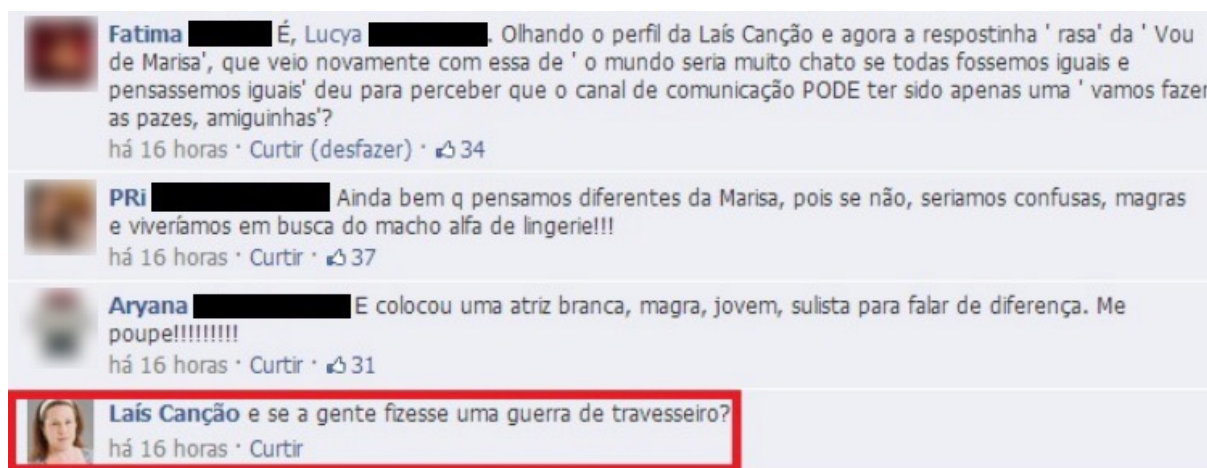 Fatima É, Lucya . Olhando o perfil da Laís Canção e agora a respostinha ' rasa' da ' Vou
de Marisa', que veio novamente com essa de ' o mundo seria muito chato se todas fossemos iguais e
pensassemos iguais' deu para perceber que o canal de comunicação PODE ter sido apenas uma ' vamos fazer
as pazes, amiguinhas'?
há 16 horas · Curtir (desfazer) · 34
PRi Ainda bem q pensamos diferentes da Marisa, pois se não, seriamos confusas, magras
e viveríamos em busca do macho alfa de lingerie!!!
há 16 horas · Curtir · 37
Aryana E colocou uma atriz branca, magra, jovem, sulista para falar de diferença. Me
poupe!!!!!!!!!
há 16 horas · Curtir · 31
Laís Canção e se a gente fizesse uma guerra de travesseiro?
há 16 horas · Curtir